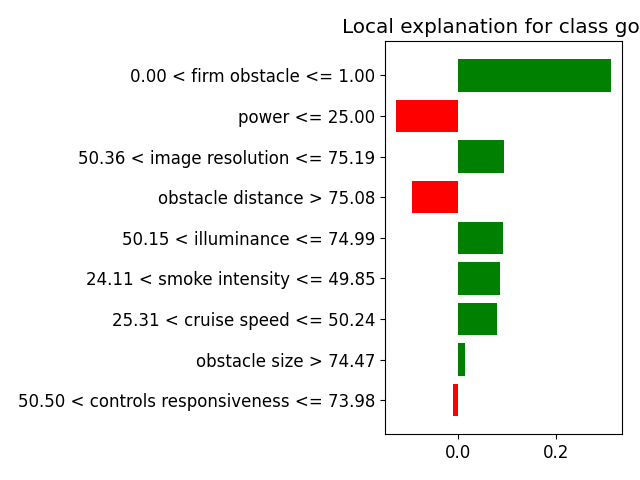 Local explanation for class go
0.00 < firm obstacle <= 1.00
power <= 25.00
50.36 < image resolution <= 75.19
obstacle distance > 75.08
50.15 < illuminance <= 74.99
24.11 < smoke intensity <= 49.85
25.31 < cruise speed <= 50.24
obstacle size > 74.47
50.50 < controls responsiveness <= 73.98
0.0 0.2